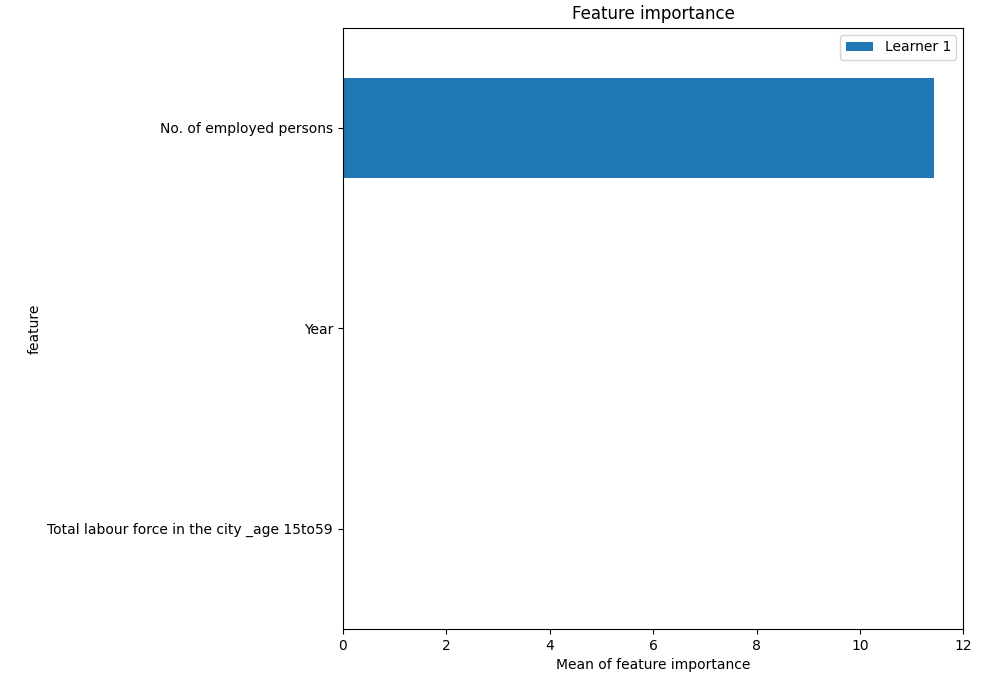 Feature importance
Learner 1
No. of employed persons
Year
Total labour force in the city _age 15to59
feature
0 2 4 6 8 10 12
Mean of feature importance